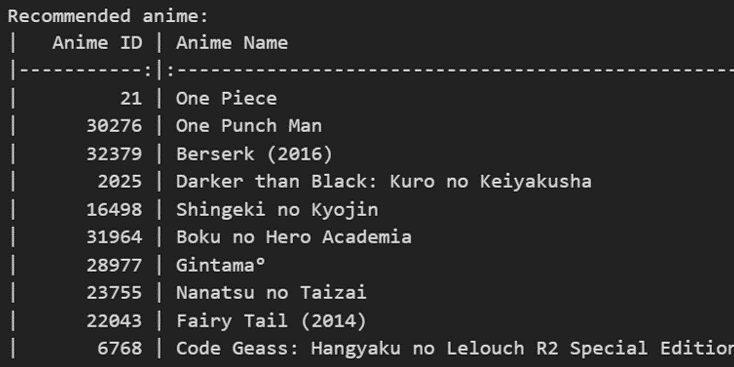 Recommended anime:
|   Anime ID | Anime Name
|-----------:|:--------------------------------------------------
|         21 | One Piece
|      30276 | One Punch Man
|      32379 | Berserk (2016)
|       2025 | Darker than Black: Kuro no Keiyakusha
|      16498 | Shingeki no Kyojin
|      31964 | Boku no Hero Academia
|      28977 | Gintama°
|      23755 | Nanatsu no Taizai
|      22043 | Fairy Tail (2014)
|       6768 | Code Geass: Hangyaku no Lelouch R2 Special Edition